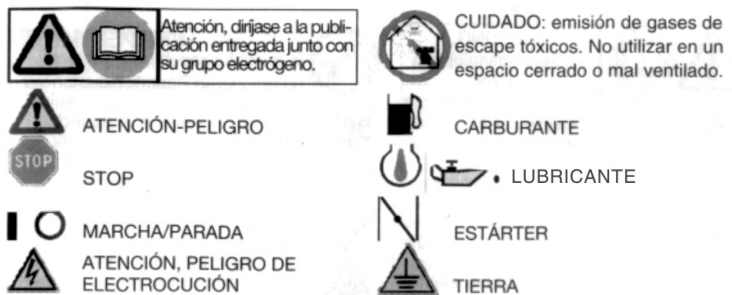 Atención, diríjase a la publi-
cación entregada junto con
su grupo electrógeno.
CUIDADO: emisión de gases de
escape tóxicos. No utilizar en un
espacio cerrado o mal ventilado.
ATENCIÓN-PELIGRO
CARBURANTE
STOP
STOP
LUBRICANTE
MARCHA/PARADA
ESTÁRTER
ATENCIÓN, PELIGRO DE
ELECTROCUCIÓN
TIERRA